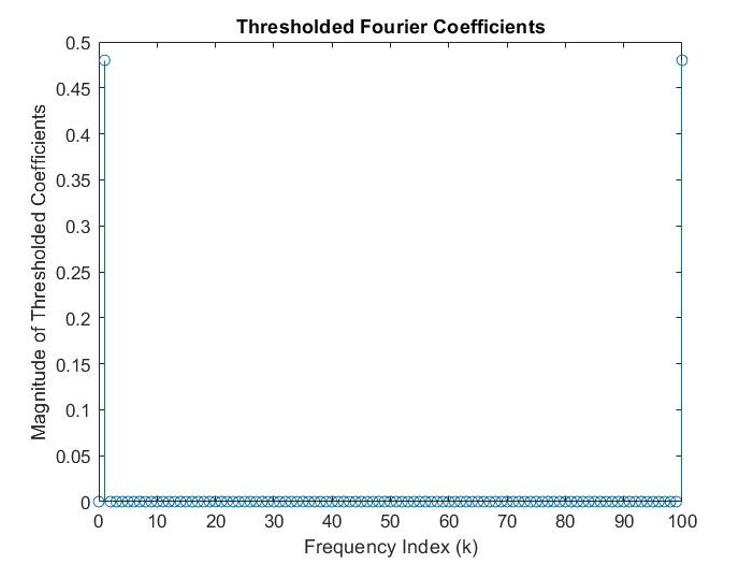 Thresholded Fourier Coefficients
Magnitude of Thresholded Coefficients
0.5
0.45
0.4
0.35
0.3
0.25
0.2
0.15
0.1
0.05
0
0 10 20 30 40 50 60 70 80 90 100
Frequency Index (k)